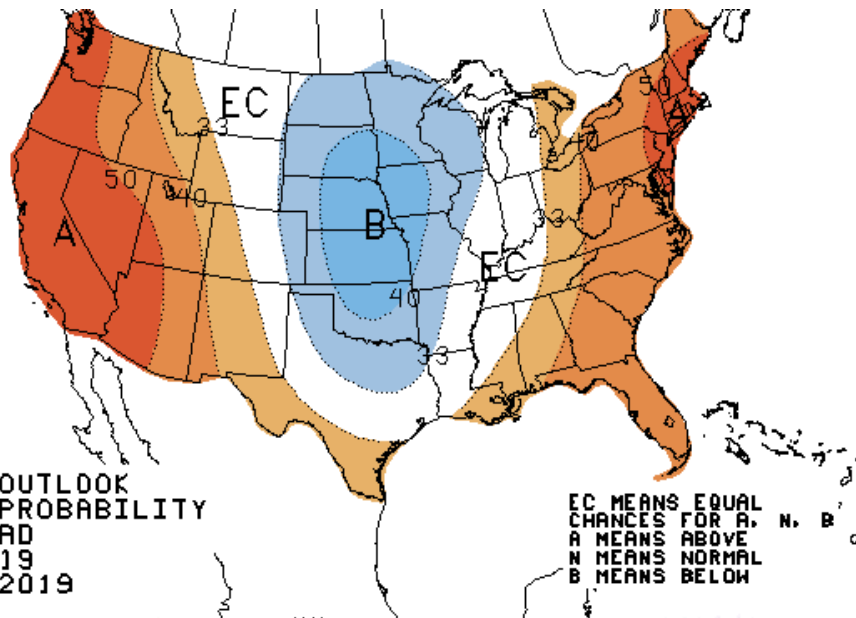 EC
33
50
40
A
B
EC
40
33
33
40
50
A
OUTLOOK
PROBABILITY
AD
19
2019
EC MEANS EQUAL
CHANCES FOR A, N, B
A MEANS ABOVE
N MEANS NORMAL
B MEANS BELOW